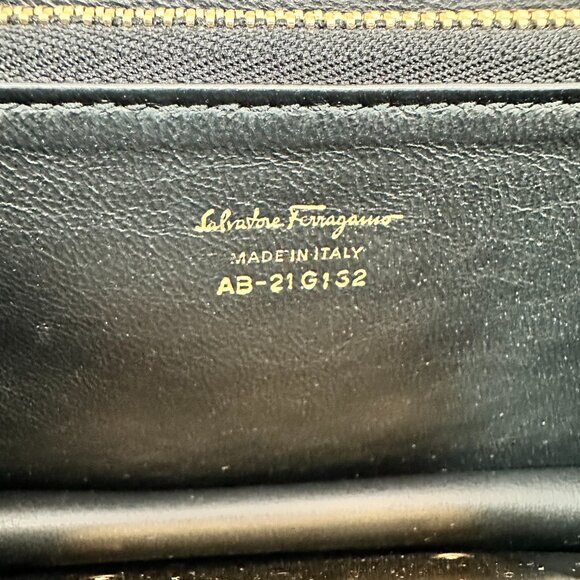 Salvatore Ferragamo
MADE IN ITALY
AB-21 G132